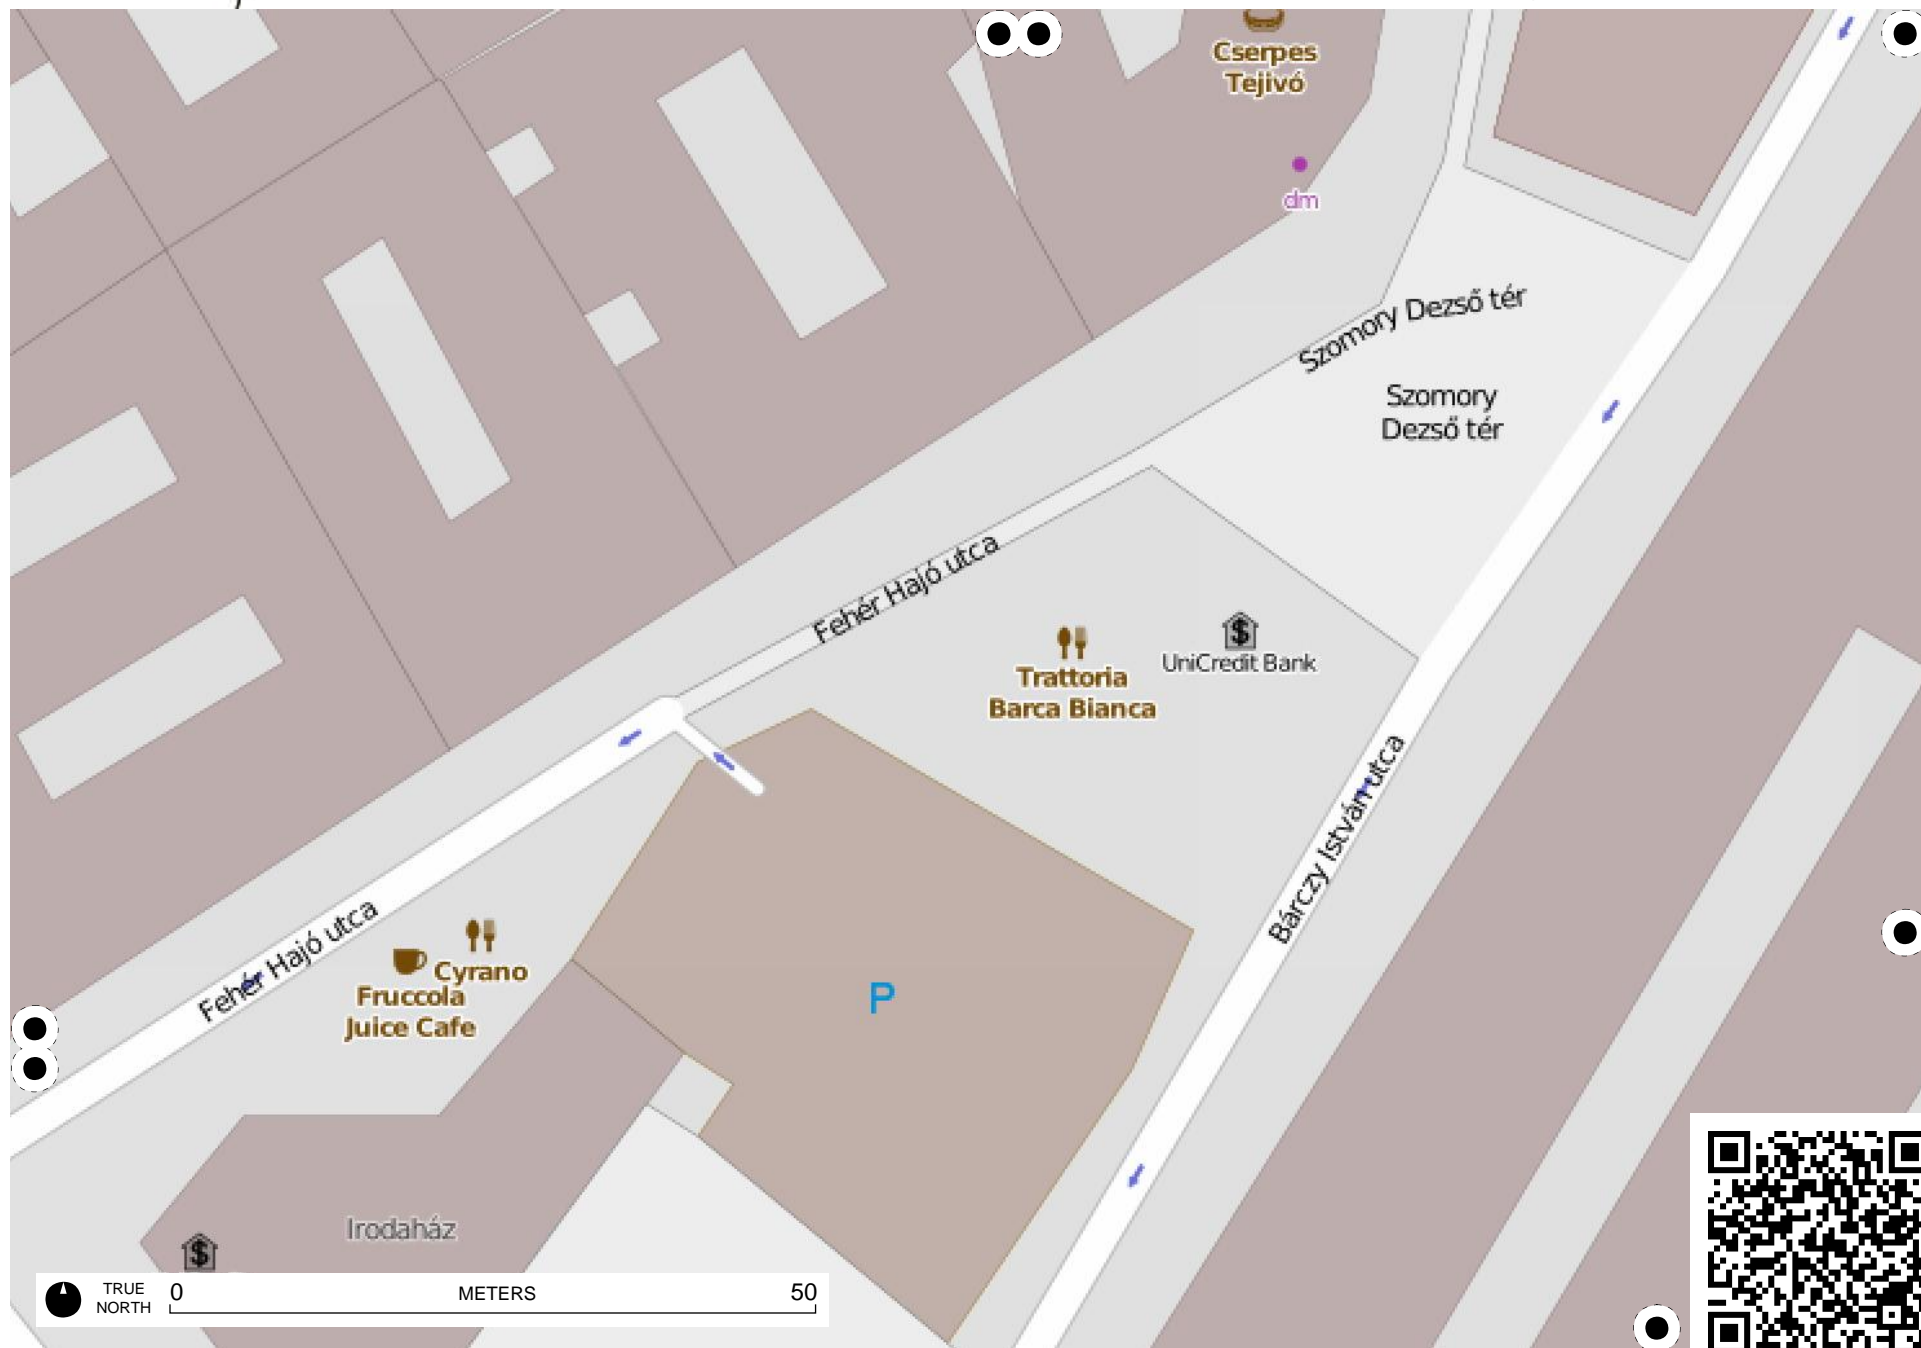 Cserpes
Tejivó
dm
Szomory Dezső tér
Szomory
Dezső tér
Fehér Hajó utca
UniCredit Bank
Trattoria
Barca Bianca
Bárczy István utca
Fehér Hajó utca
Cyrano
Fruccola
Juice Cafe
P
Irodaház
TRUE
NORTH
0 METERS 50